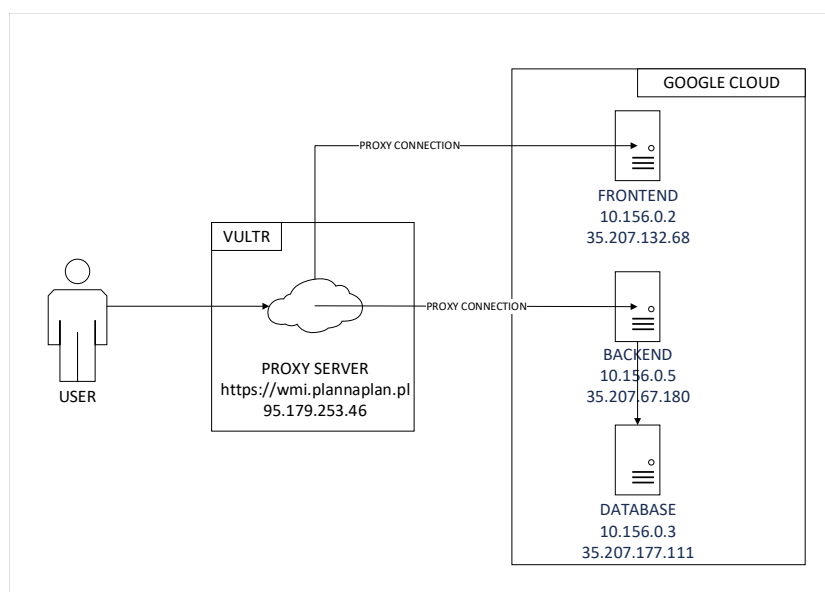 GOOGLE CLOUD
PROXY CONNECTION
FRONTEND
10.156.0.2
35.207.132.68
VULTR
PROXY CONNECTION
PROXY SERVER
https://wmi.plannaplan.pl
95.179.253.46
USER
BACKEND
10.156.0.5
35.207.67.180
DATABASE
10.156.0.3
35.207.177.111